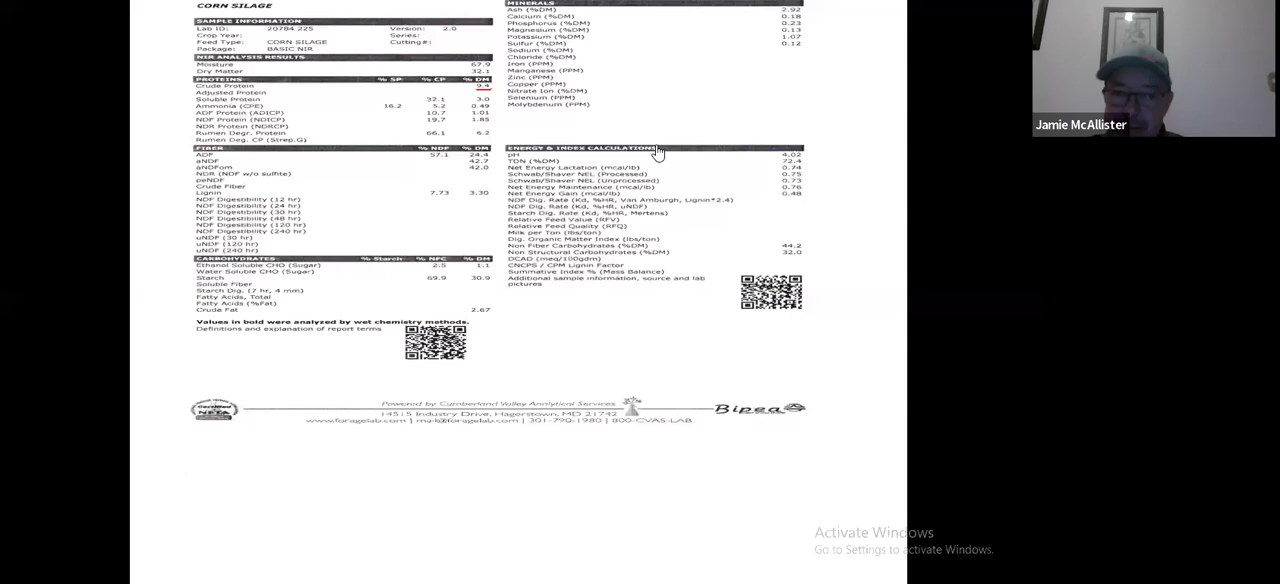 CORN SILAGE
SAMPLE INFORMATION
Lab ID: 20784 225 Version: 2.0
Crop Year: Series:
Feed Type: CORN SILAGE Cutting#:
Package: BASIC NIR
NIR ANALYSIS RESULTS
Moisture 67.9
Dry Matter 32.1
PROTEINS % SP % CP % DM
Crude Protein 9.4
Adjusted Protein
Soluble Protein 32.1 3.0
Ammonia (CPE) 16.2 5.2 0.49
ADF Protein (ADICP) 10.7 1.01
NDF Protein (NDICP) 19.7 1.85
NDR Protein (NDRCP)
Rumen Degr. Protein 66.1 6.2
Rumen Deg. CP (Strep.G)
FIBER % NDF % DM
ADF 57.1 24.4
aNDF 42.7
aNDFom 42.0
NDR (NDF w/o sulfite)
peNDF
Crude Fiber
Lignin 7.73 3.30
NDF Digestibility (12 hr)
NDF Digestibility (24 hr)
NDF Digestibility (30 hr)
NDF Digestibility (48 hr)
NDF Digestibility (120 hr)
NDF Digestibility (240 hr)
uNDF (30 hr)
uNDF (120 hr)
uNDF (240 hr)
CARBOHYDRATES % Starch % NFC % DM
Ethanol Soluble CHO (Sugar) 2.5 1.1
Water Soluble CHO (Sugar)
Starch 69.9 30.9
Soluble Fiber
Starch Dig. (7 hr, 4 mm)
Fatty Acids, Total
Fatty Acids (%Fat)
Crude Fat 2.67
Values in bold were analyzed by wet chemistry methods.
Definitions and explanation of report terms
MINERALS
Ash (%DM) 2.92
Calcium (%DM) 0.18
Phosphorus (%DM) 0.23
Magnesium (%DM) 0.13
Potassium (%DM) 1.07
Sulfur (%DM) 0.12
Sodium (%DM)
Chloride (%DM)
Iron (PPM)
Manganese (PPM)
Zinc (PPM)
Copper (PPM)
Nitrate Ion (%DM)
Selenium (PPM)
Molybdenum (PPM)
ENERGY & INDEX CALCULATIONS
pH 4.02
TDN (%DM) 72.4
Net Energy Lactation (mcal/lb) 0.74
Schwab/Shaver NEL (Processed) 0.75
Schwab/Shaver NEL (Unprocessed) 0.73
Net Energy Maintenance (mcal/lb) 0.76
Net Energy Gain (mcal/lb) 0.48
NDF Dig. Rate (Kd, %HR, Van Amburgh, Lignin*2.4)
NDF Dig. Rate (Kd, %HR, uNDF)
Starch Dig. Rate (Kd, %HR, Mertens)
Relative Feed Value (RFV)
Relative Feed Quality (RFQ)
Milk per Ton (lbs/ton)
Dig. Organic Matter Index (lbs/ton)
Non Fiber Carbohydrates (%DM) 44.2
Non Structural Carbohydrates (%DM) 32.0
DCAD (meq/100gdm)
CNCPS / CPM Lignin Factor
Summative Index % (Mass Balance)
Additional sample information, source and lab
pictures
Powered by Cumberland Valley Analytical Services
14515 Industry Drive, Hagerstown, MD 21742
www.foragelab.com | mail@foragelab.com | 301-790-1980 | 800-CVAS-LAB
Certified
NFTA
Bipea
Jamie McAllister
Activate Windows
Go to Settings to activate Windows.